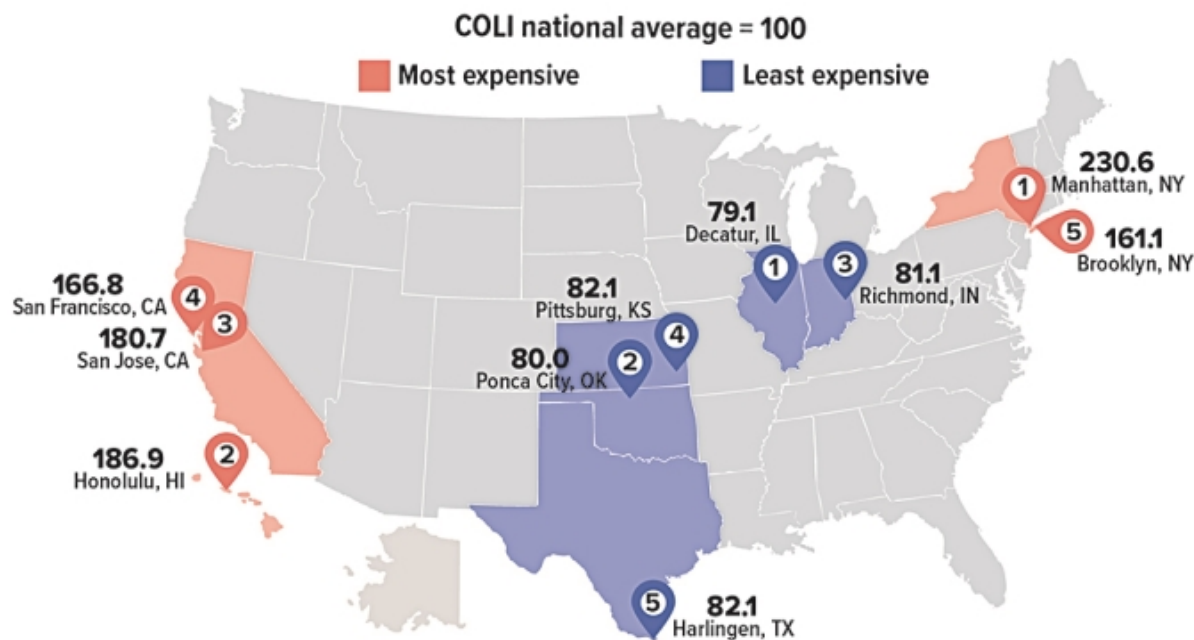 COLI national average = 100
Most expensive
Least expensive
230.6
1
Manhattan, NY
5
161.1
Brooklyn, NY
79.1
Decatur, IL
1
3
81.1
Richmond, IN
166.8
San Francisco, CA
4
3
180.7
San Jose, CA
82.1
Pittsburg, KS
4
80.0
Ponca City, OK
2
186.9
Honolulu, HI
2
5
82.1
Harlingen, TX